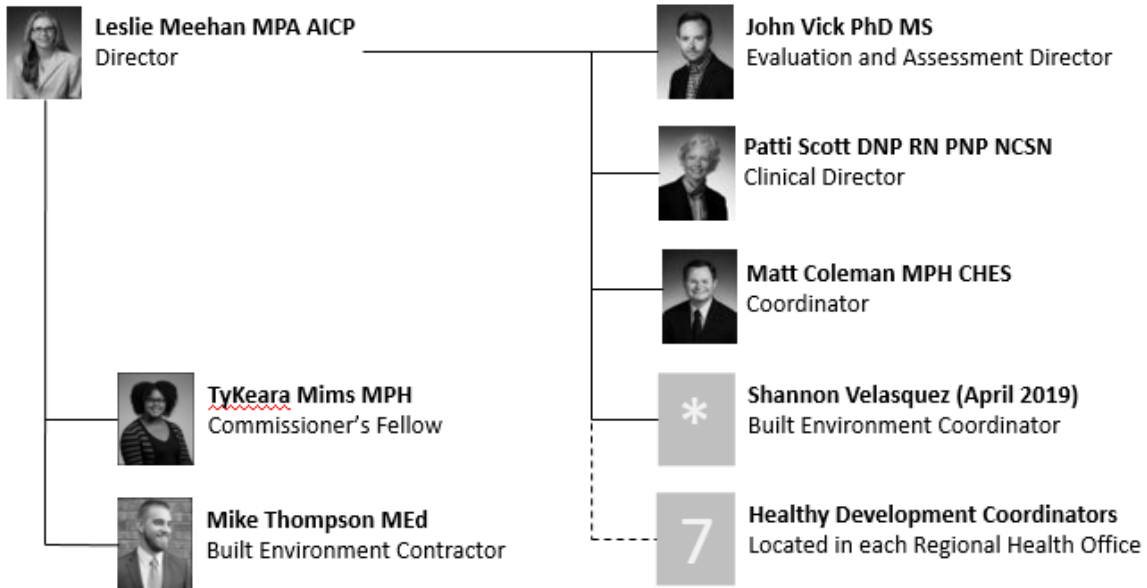 Leslie Meehan MPA AICP
Director
John Vick PhD MS
Evaluation and Assessment Director
Patti Scott DNP RN PNP NCSN
Clinical Director
Matt Coleman MPH CHES
Coordinator
TyKeara Mims MPH
Commissioner's Fellow
*
Shannon Velasquez (April 2019)
Built Environment Coordinator
Mike Thompson MEd
Built Environment Contractor
7
Healthy Development Coordinators
Located in each Regional Health Office